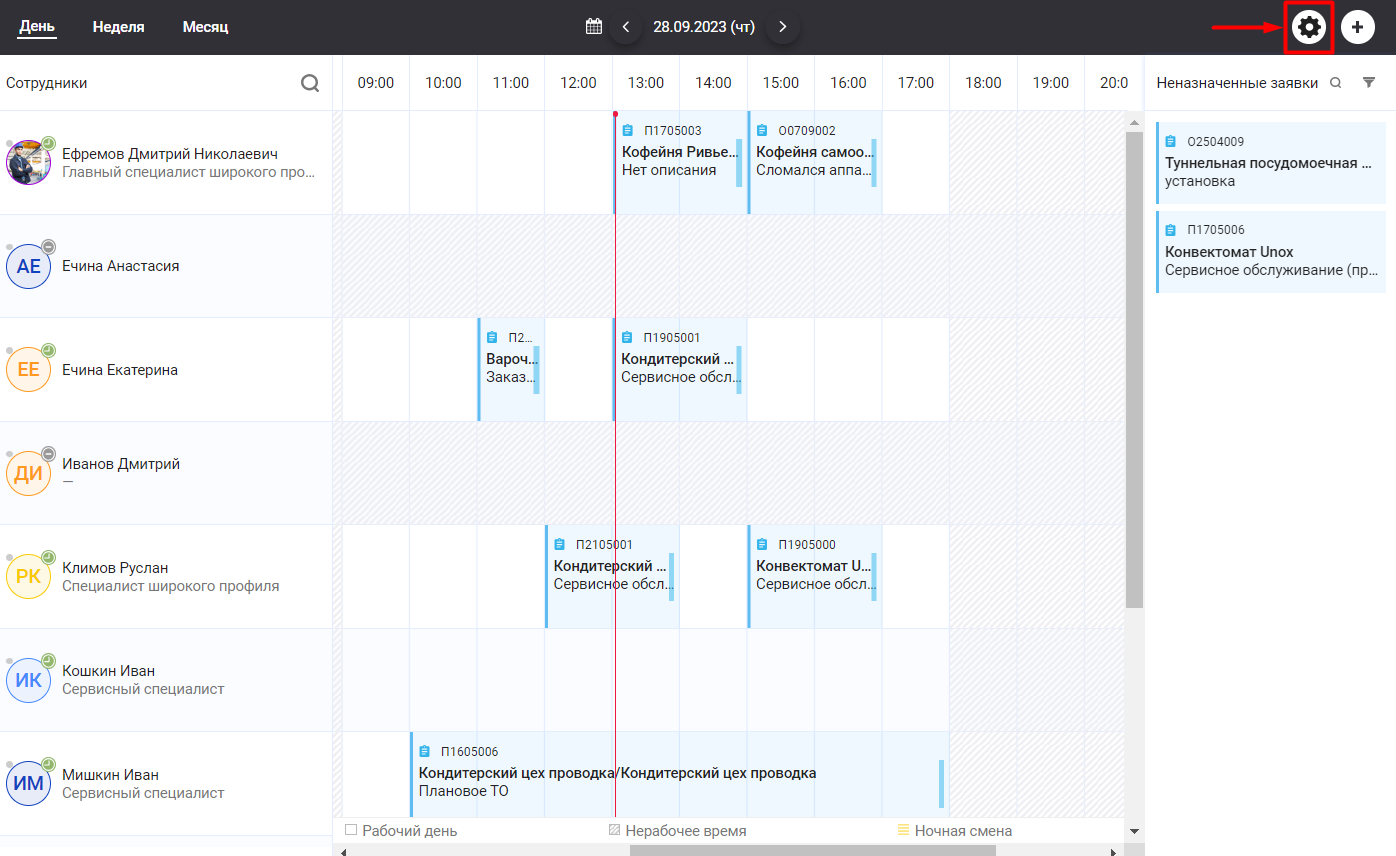 День Неделя Месяц 28.09.2023 (чт)
Сотрудники 09:00 10:00 11:00 12:00 13:00 14:00 15:00 16:00 17:00 18:00 19:00 20:0 Неназначенные заявки
Ефремов Дмитрий Николаевич
Главный специалист широкого про...
П1705003
Кофейня Ривье...
Нет описания
О0709002
Кофейня самоо...
Сломался аппа...
О2504009
Туннельная посудомоечная ...
установка
П1705006
Конвектомат Unox
Сервисное обслуживание (пр...
АЕ
Ечина Анастасия
ЕЕ
Ечина Екатерина
П2...
Вароч...
Заказ...
П1905001
Кондитерский ...
Сервисное обсл...
ДИ
Иванов Дмитрий
—
РК
Климов Руслан
Специалист широкого профиля
П2105001
Кондитерский ...
Сервисное обсл...
П1905000
Конвектомат U...
Сервисное обсл...
ИК
Кошкин Иван
Сервисный специалист
ИМ
Мишкин Иван
Сервисный специалист
П1605006
Кондитерский цех проводка/Кондитерский цех проводка
Плановое ТО
Рабочий день Нерабочее время Ночная смена